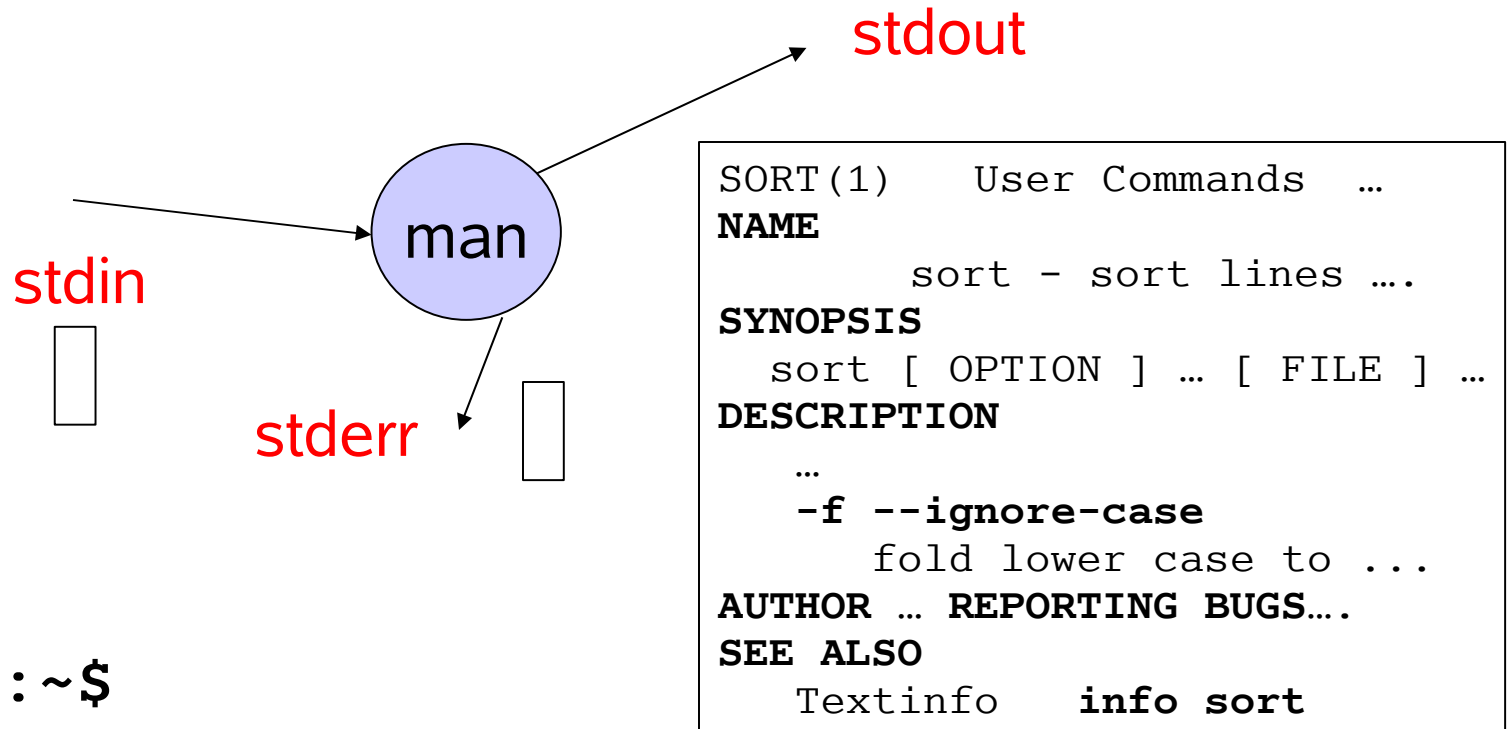 stdout
man
stdin
stderr
:~$
SORT(1)   User Commands  …
NAME
sort – sort lines ….
SYNOPSIS
sort [ OPTION ] … [ FILE ] …
DESCRIPTION
…
-f --ignore-case
fold lower case to ...
AUTHOR … REPORTING BUGS….
SEE ALSO
Textinfo   info sort